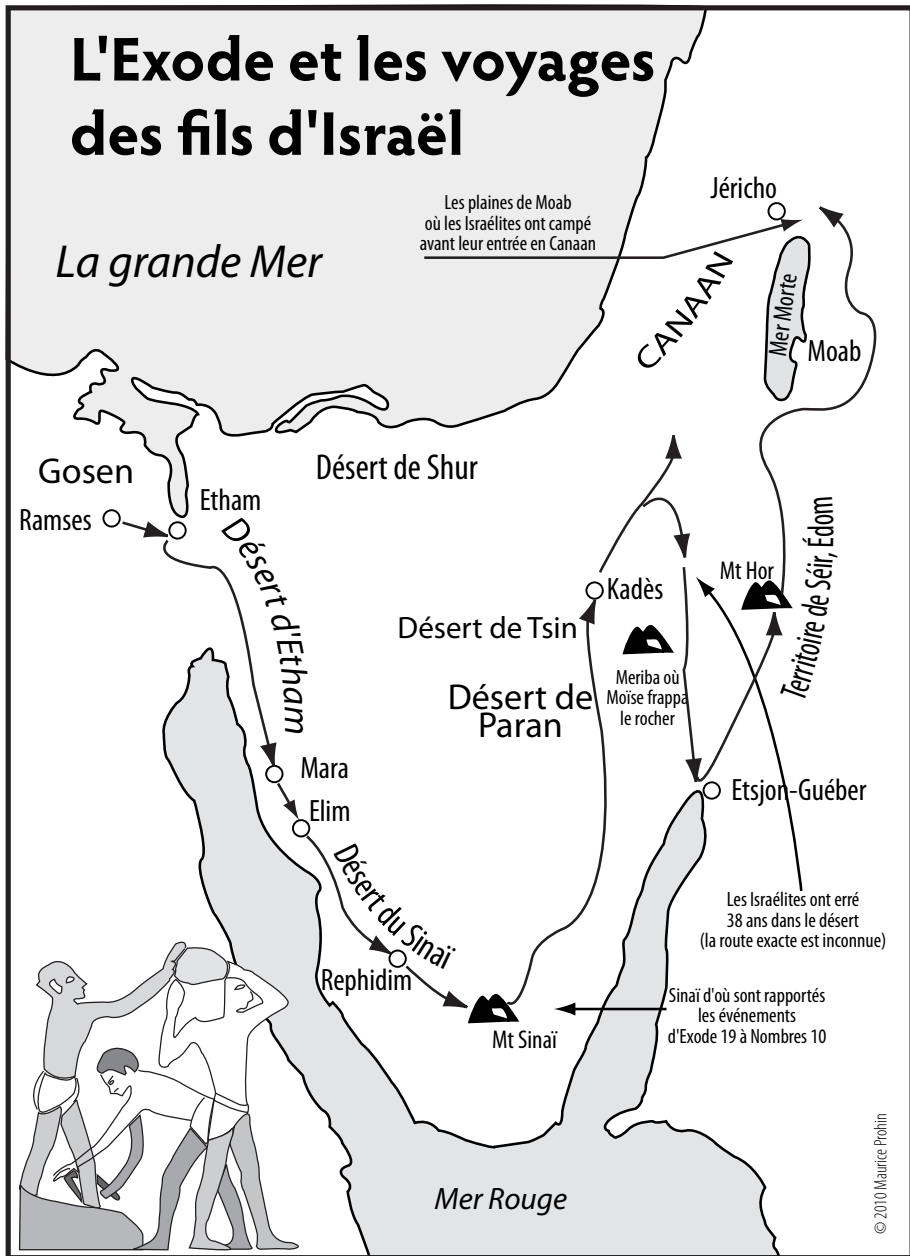 L'Exode et les voyages
des fils d'Israël
Jéricho
Les plaines de Moab
où les Israélites ont campé
avant leur entrée en Canaan
La grande Mer
CANAAN
Mer Morte
Moab
Gosen
Désert de Shur
Ramses
Etham
Désert d'Etham
Kadès
Mt Hor
Territoire de Séir, Édom
Désert de Tsin
Meriba où
Moïse frappa
le rocher
Désert de
Paran
Mara
Etsjon-Guéber
Elim
Désert du Sinaï
Les Israélites ont erré
38 ans dans le désert
(la route exacte est inconnue)
Rephidim
Sinaï d'où sont rapportés
les événements
d'Exode 19 à Nombres 10
Mt Sinaï
Mer Rouge
© 2010 Maurice Prohin